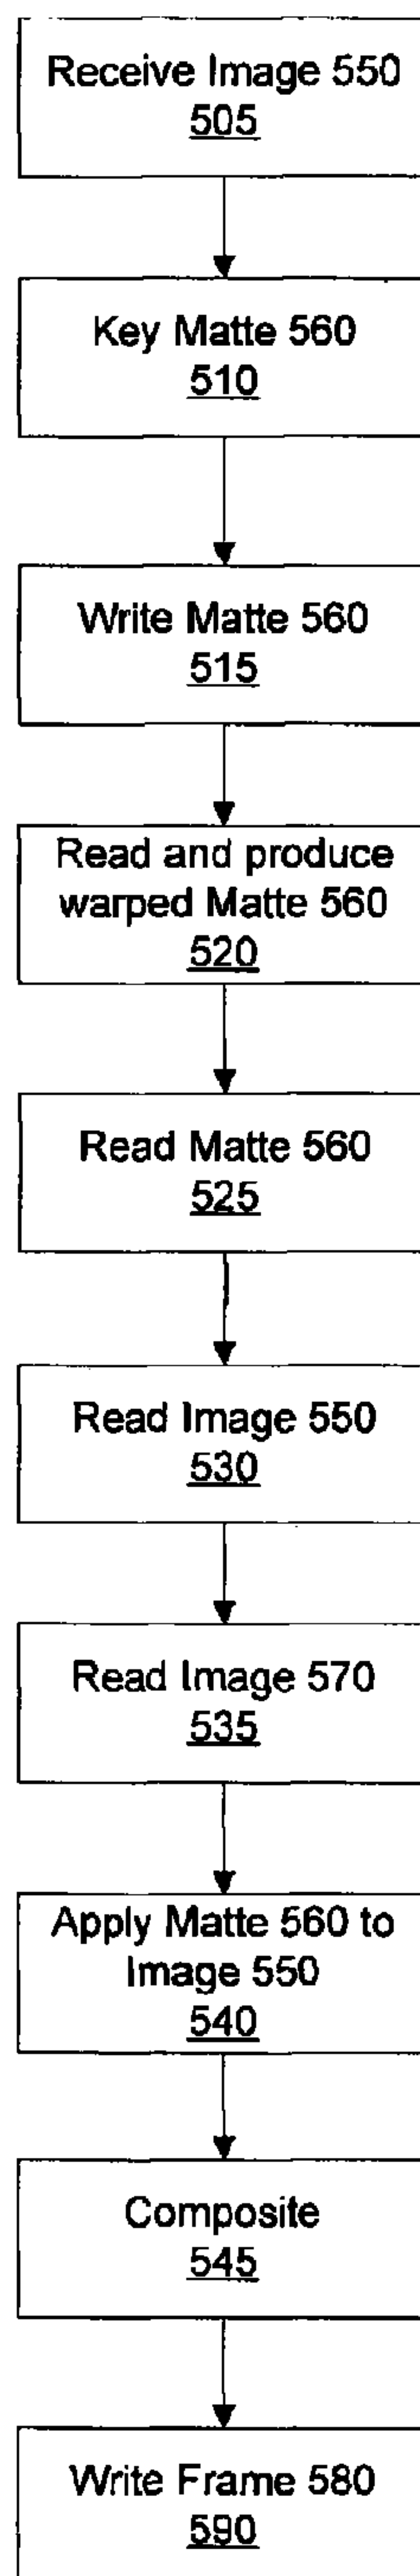 Receive Image 550
505
Key Matte 560
510
Write Matte 560
515
Read and produce
warped Matte 560
520
Read Matte 560
525
Read Image 550
530
Read Image 570
535
Apply Matte 560 to
Image 550
540
Composite
545
Write Frame 580
590